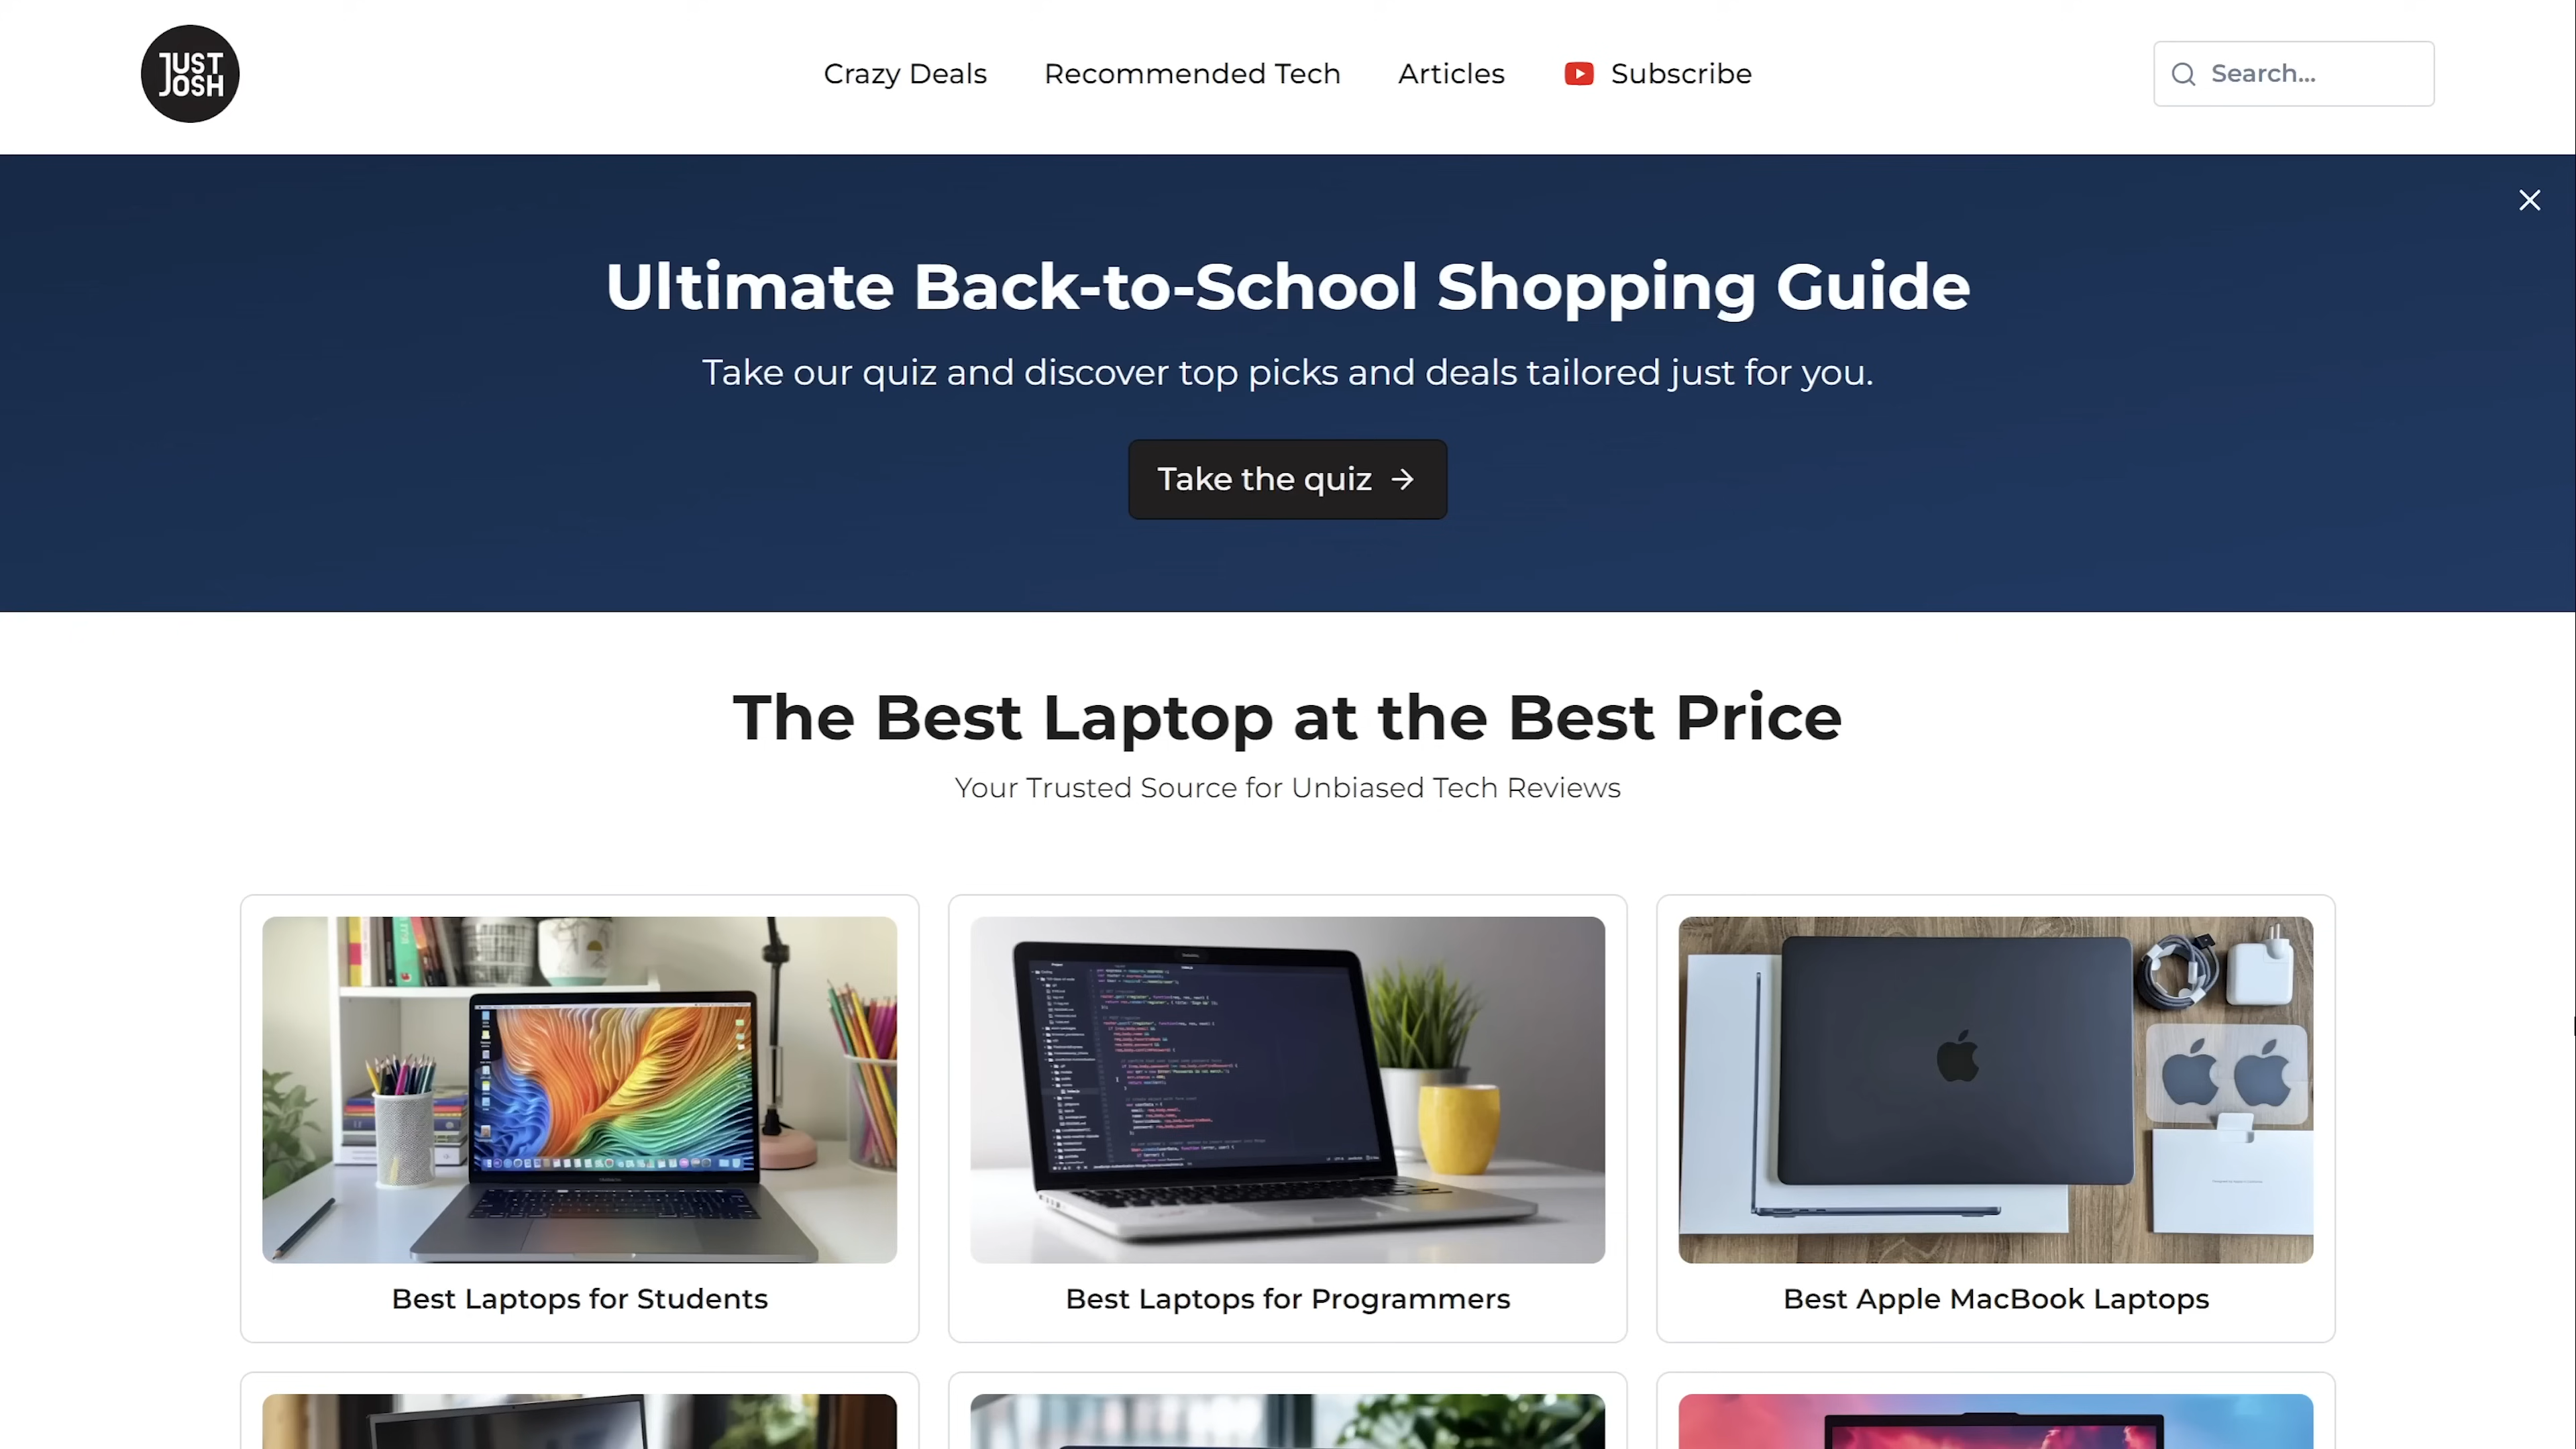 JUST
JOSH
Crazy Deals
Recommended Tech
Articles
Subscribe
Search...
Ultimate Back-to-School Shopping Guide
Take our quiz and discover top picks and deals tailored just for you.
Take the quiz →
The Best Laptop at the Best Price
Your Trusted Source for Unbiased Tech Reviews
Best Laptops for Students
Best Laptops for Programmers
Best Apple MacBook Laptops